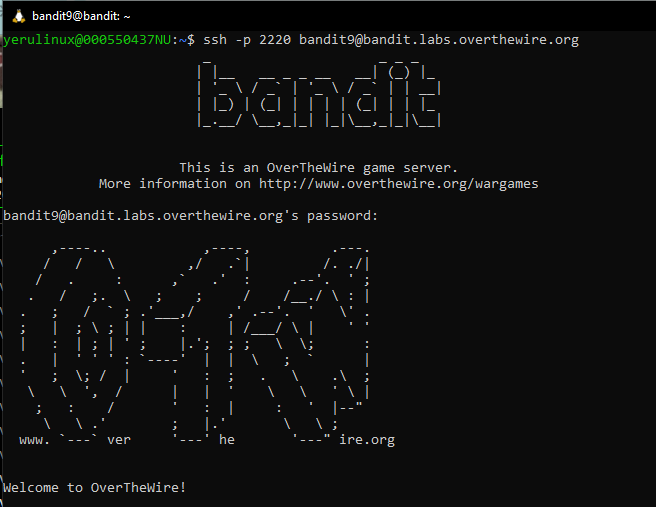 bandit9@bandit: ~
yerulinux@000550437NU:~$ ssh -p 2220 bandit9@bandit.labs.overthewire.org
bandit
This is an OverTheWire game server.
More information on http://www.overthewire.org/wargames
bandit9@bandit.labs.overthewire.org's password:
www. ver he ire.org
Welcome to OverTheWire!